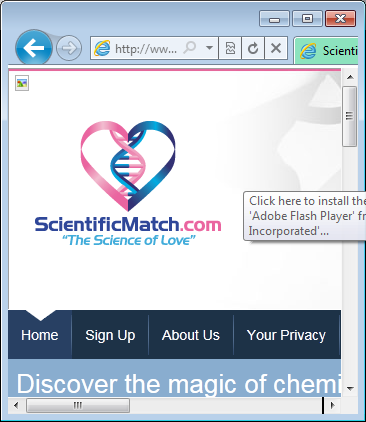 http://ww...
Scienti
ScientificMatch.com
“The Science of Love”
Click here to install the
'Adobe Flash Player' fr
Incorporated'...
Home
Sign Up
About Us
Your Privacy
Discover the magic of chemi